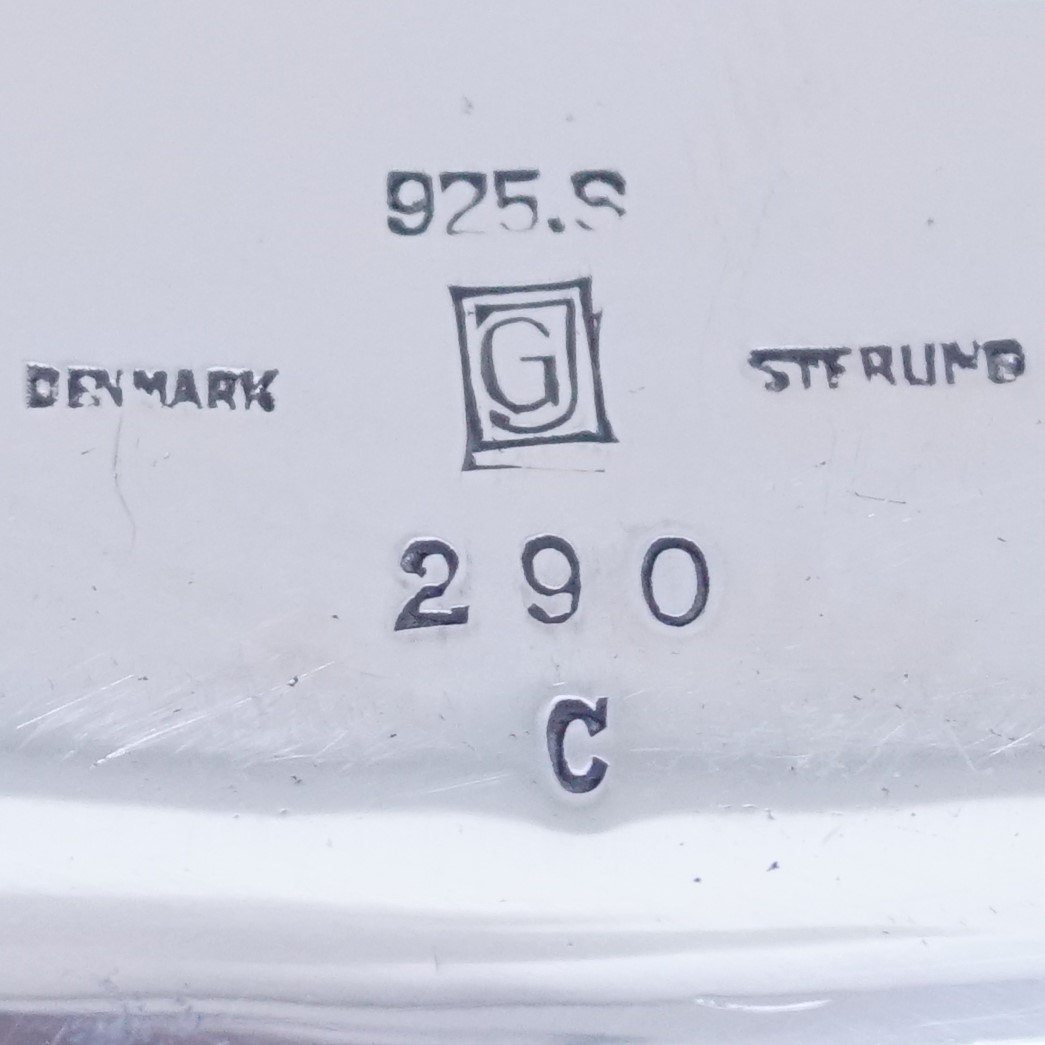 925.S
DENMARK GJ STERLING
290
C